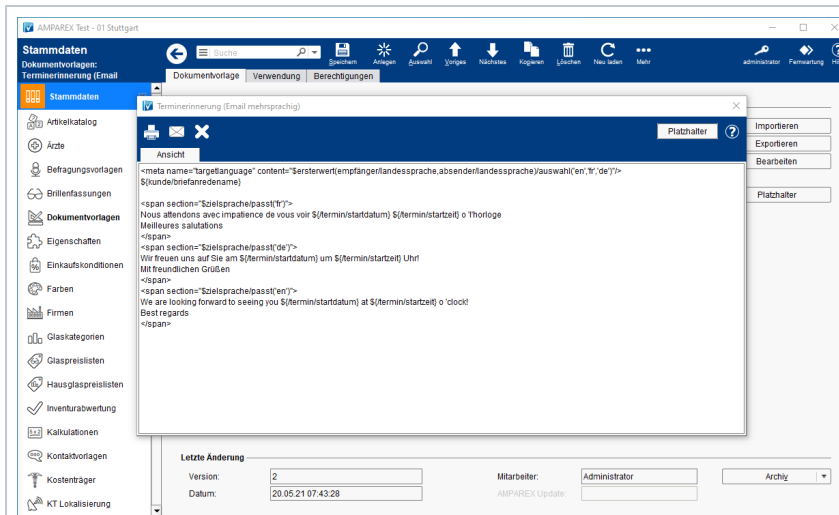 AMPAREX Test - 01 Stuttgart
Stammdaten
Dokumentvorlagen:
Terminerinnerung (Email
Suche
Speichern
Anlegen
Auswahl
Voriges
Nächstes
Kopieren
Löschen
Neu laden
Mehr
administrator
Fernwartung
Hil
Dokumentvorlage
Verwendung
Berechtigungen
Stammdaten
Artikelkatalog
Ärzte
Befragungsvorlagen
Brillenfassungen
Dokumentvorlagen
Eigenschaften
Einkaufskonditionen
Farben
Firmen
Glaskategorien
Glaspreislisten
Hausglaspreislisten
Inventurabwertung
Kalkulationen
Kontaktvorlagen
Kostenträger
KT Lokalisierung
Terminerinnerung (Email mehrsprachig)
Platzhalter
Ansicht
<meta name="targetlanguage" content="$ersterwert(empfänger/landessprache,absender/landessprache)/auswahl('en','fr','de')"/>
${kunde/briefanredename}
<span section="$zielsprache/passt('fr')">
Nous attendons avec impatience de vous voir ${/termin/startdatum} ${/termin/startzeit} o l'horloge
Meilleures salutations
</span>
<span section="$zielsprache/passt('de')">
Wir freuen uns auf Sie am ${/termin/startdatum} um ${/termin/startzeit} Uhr!
Mit freundlichen Grüßen
</span>
<span section="$zielsprache/passt('en')">
We are looking forward to seeing you ${/termin/startdatum} at ${/termin/startzeit} o 'clock!
Best regards
</span>
Importieren
Exportieren
Bearbeiten
Platzhalter
Letzte Änderung
Version:
2
Mitarbeiter:
Administrator
Archiv
Datum:
20.05.21 07:43:28
AMPAREX Update: